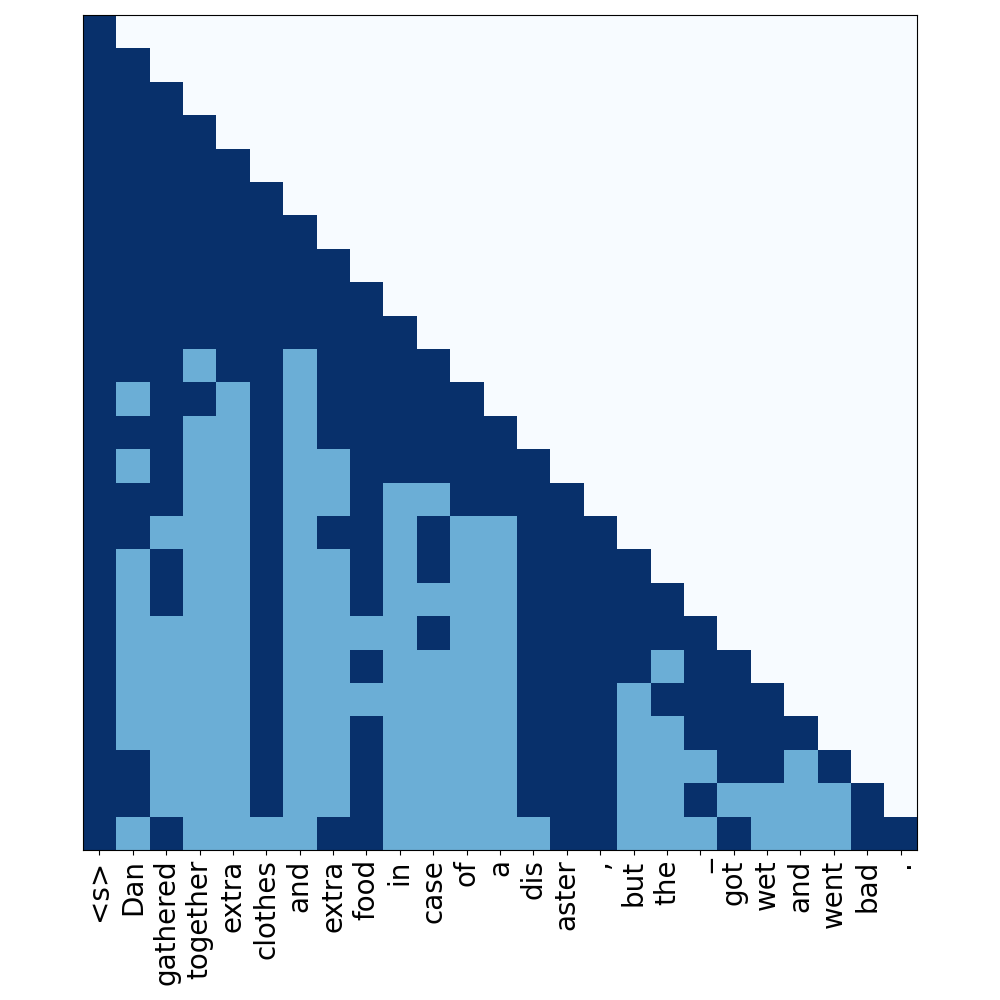 <s>
Dan
gathered
together
extra
clothes
and
extra
food
in
case
of
a
dis
aster
,
but
the
_
got
wet
and
went
bad
.